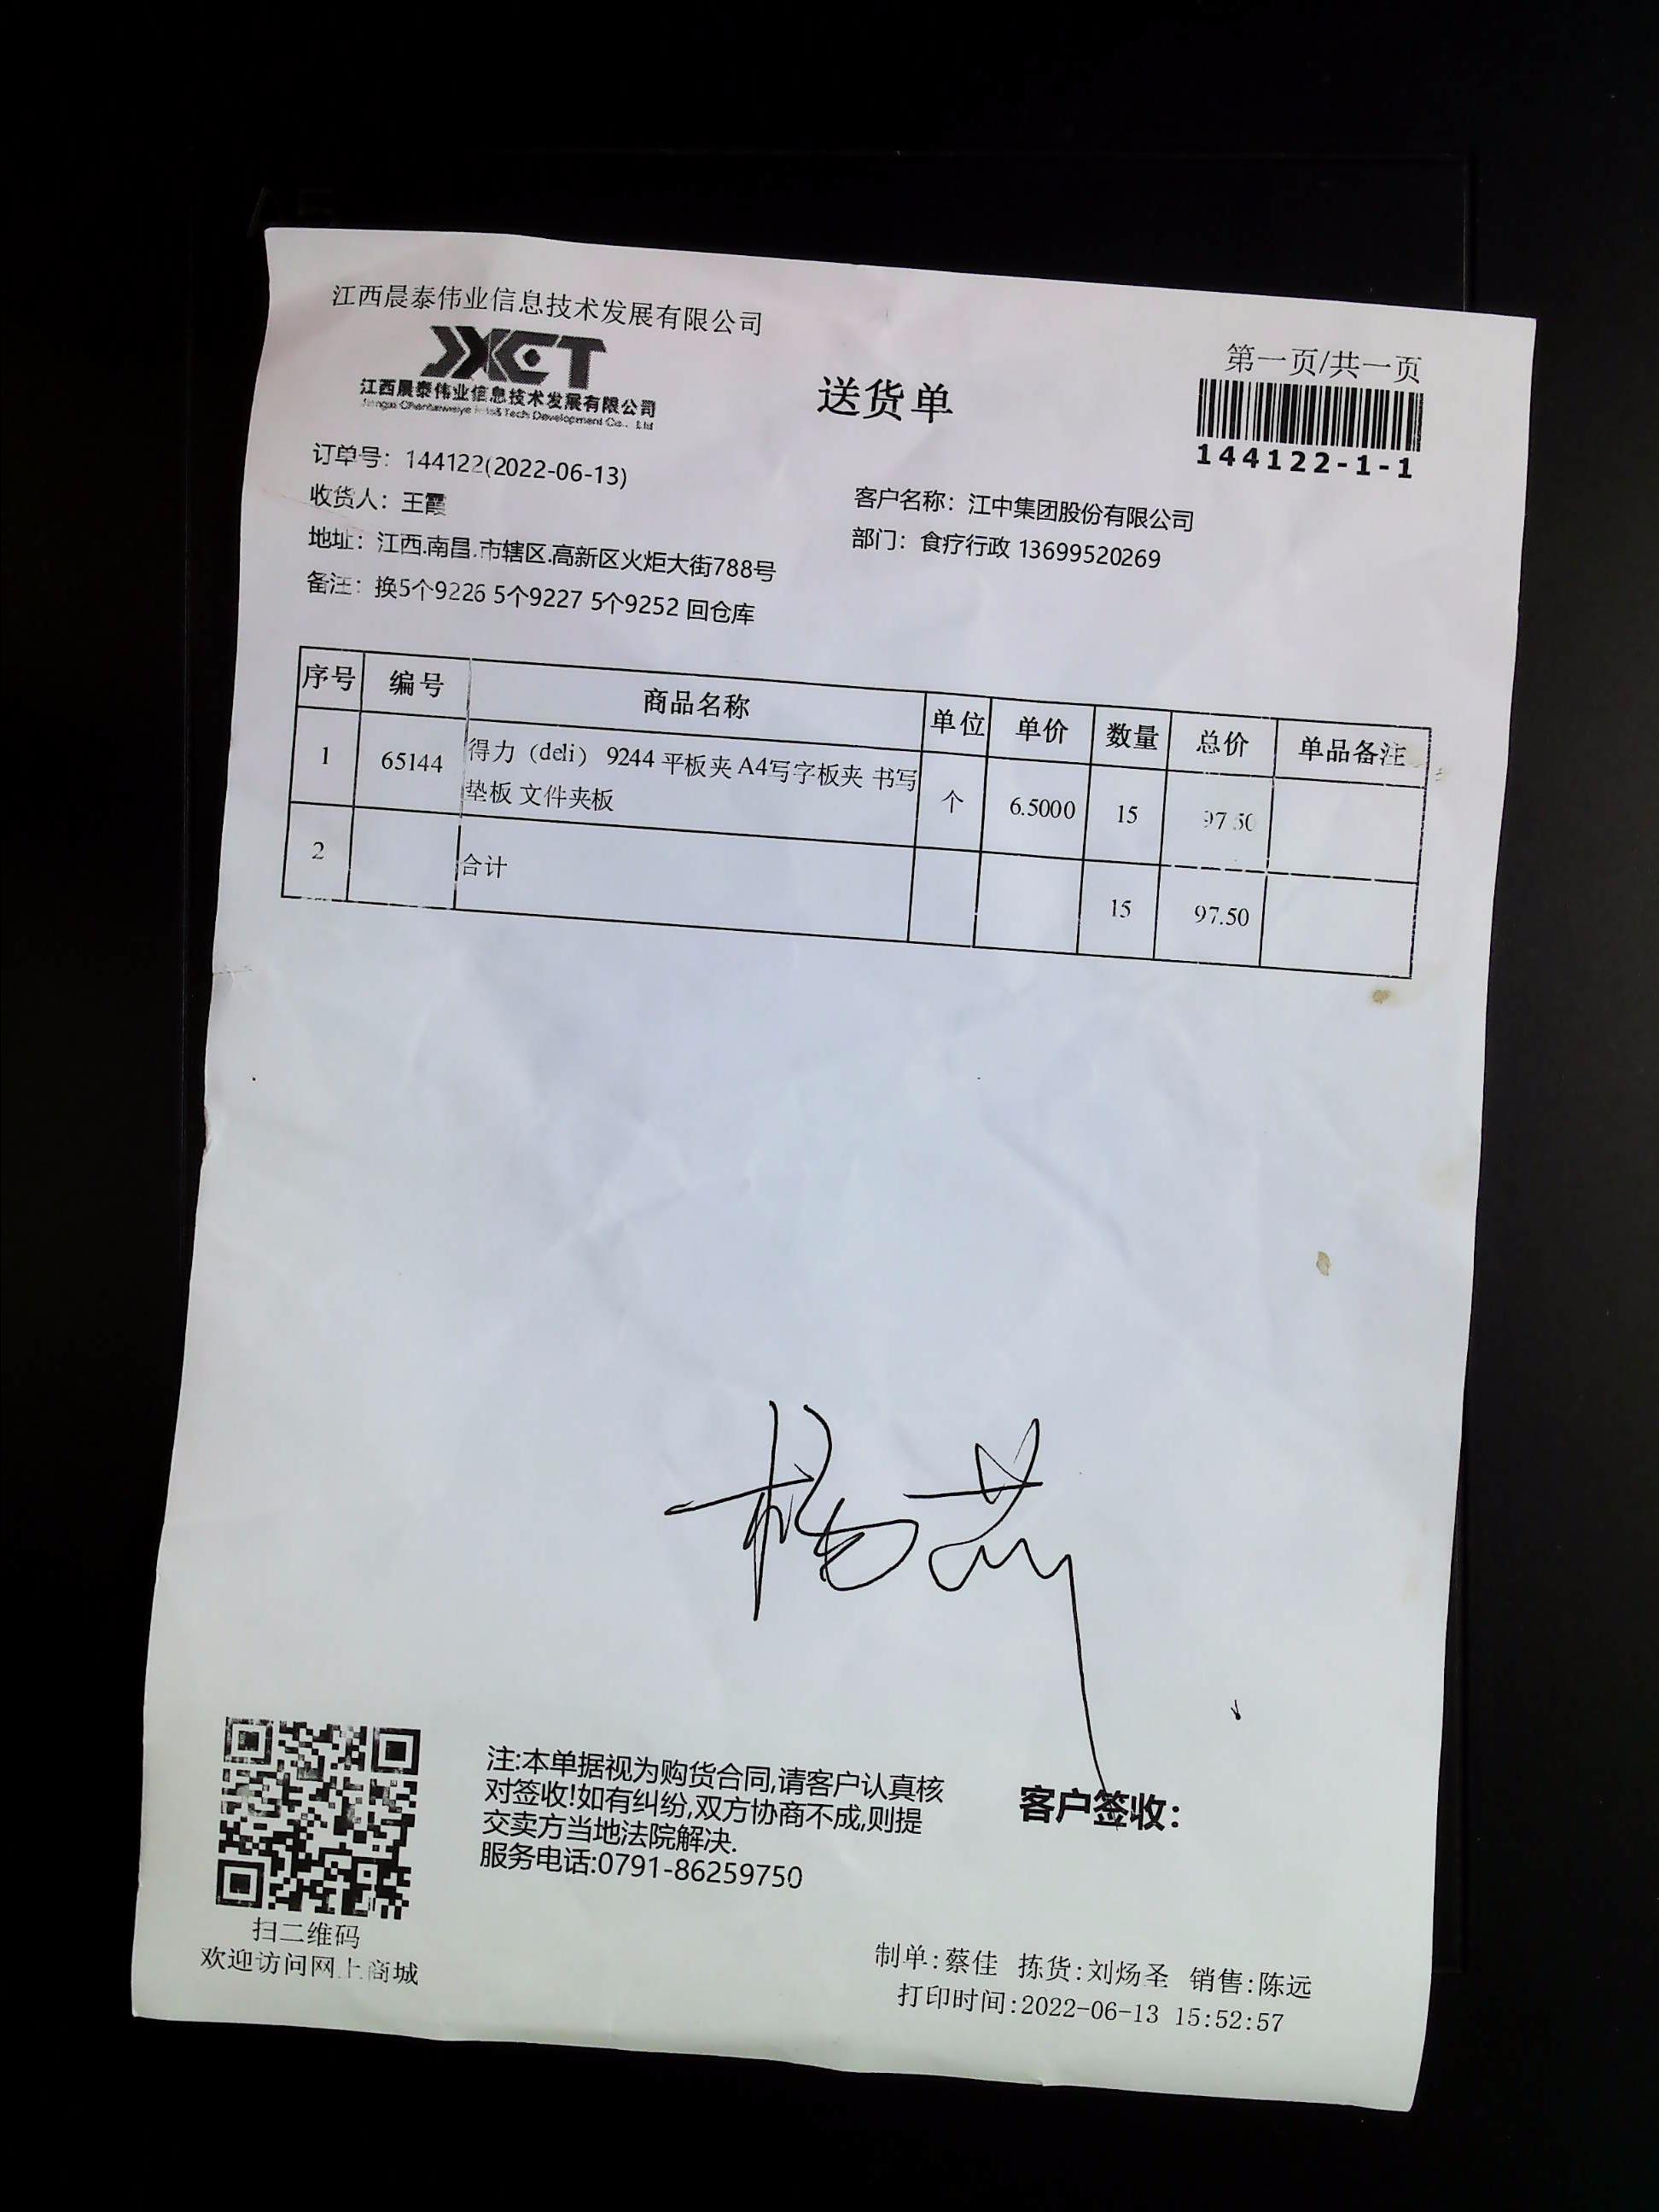 江西晨泰伟业信息技术发展有限公司
JXCT
江西晨泰伟业信息技术发展有限公司
送货单
第一页/共一页
144122-1-1
订单号：144122(2022-06-13)
收货人：王霞
客户名称：江中集团股份有限公司
地址：江西.南昌.市辖区.高新区火炬大街788号
部门：食疗行政 13699520269
备注：换5个9226 5个9227 5个9252 回仓库
序号 编号 商品名称 单位 单价 数量 总价 单品备注
1 65144 得力（deli） 9244 平板夹 A4写字板夹 书写
垫板 文件夹板 个 6.5000 15 97.50
2 合计 15 97.50
注:本单据视为购货合同,请客户认真核
对签收!如有纠纷,双方协商不成,则提
交卖方当地法院解决.
服务电话:0791-86259750
客户签收：
扫二维码
欢迎访问网上商城
制单:蔡佳 拣货:刘炀圣 销售:陈远
打印时间:2022-06-13 15:52:57